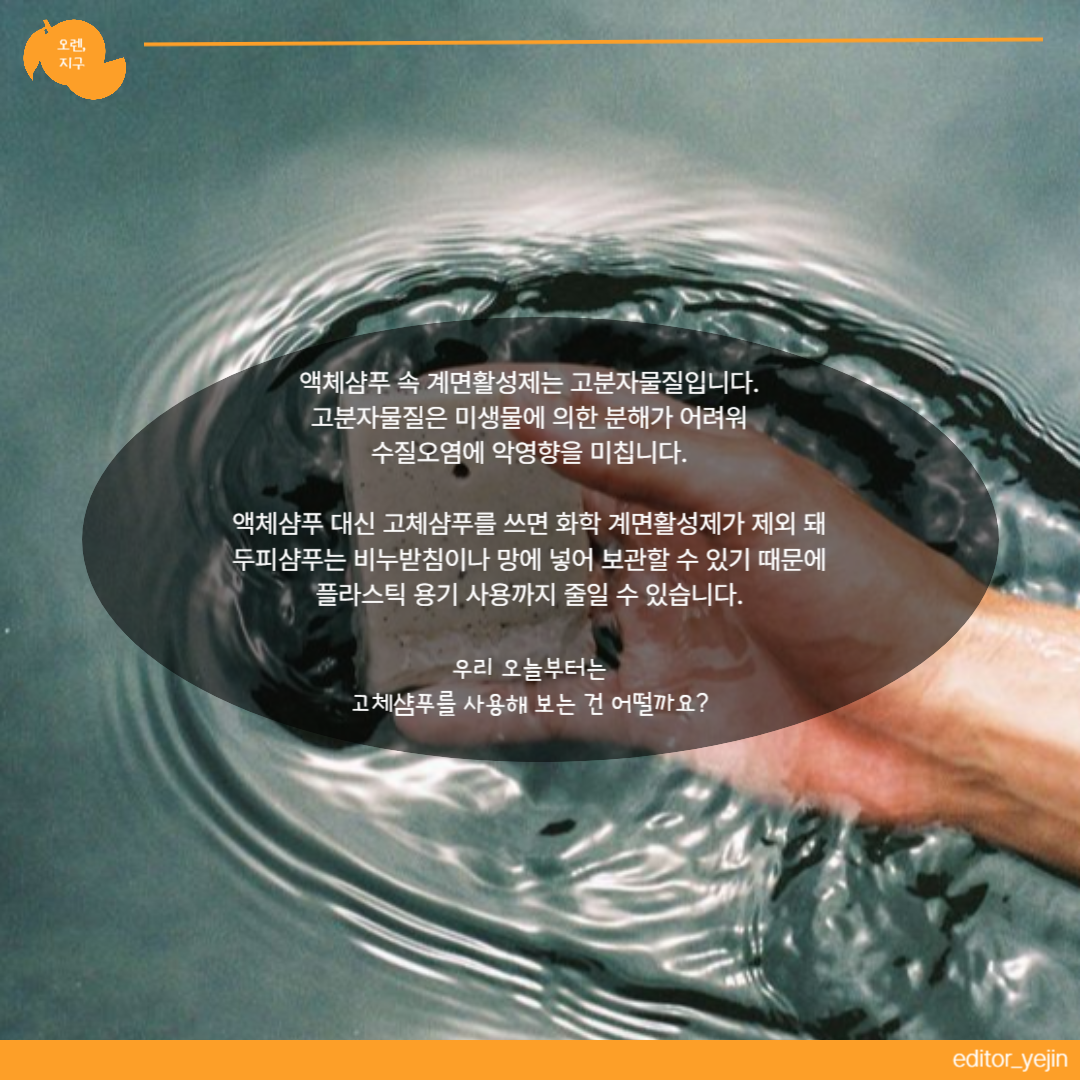 오렌,
지구
액체샴푸 속 계면활성제는 고분자물질입니다.
고분자물질은 미생물에 의한 분해가 어려워
수질오염에 악영향을 미칩니다.
액체샴푸 대신 고체샴푸를 쓰면 화학 계면활성제가 제외 돼
두피샴푸는 비누받침이나 망에 넣어 보관할 수 있기 때문에
플라스틱 용기 사용까지 줄일 수 있습니다.
우리 오늘부터는
고체샴푸를 사용해 보는 건 어떨까요?
editor_yejin